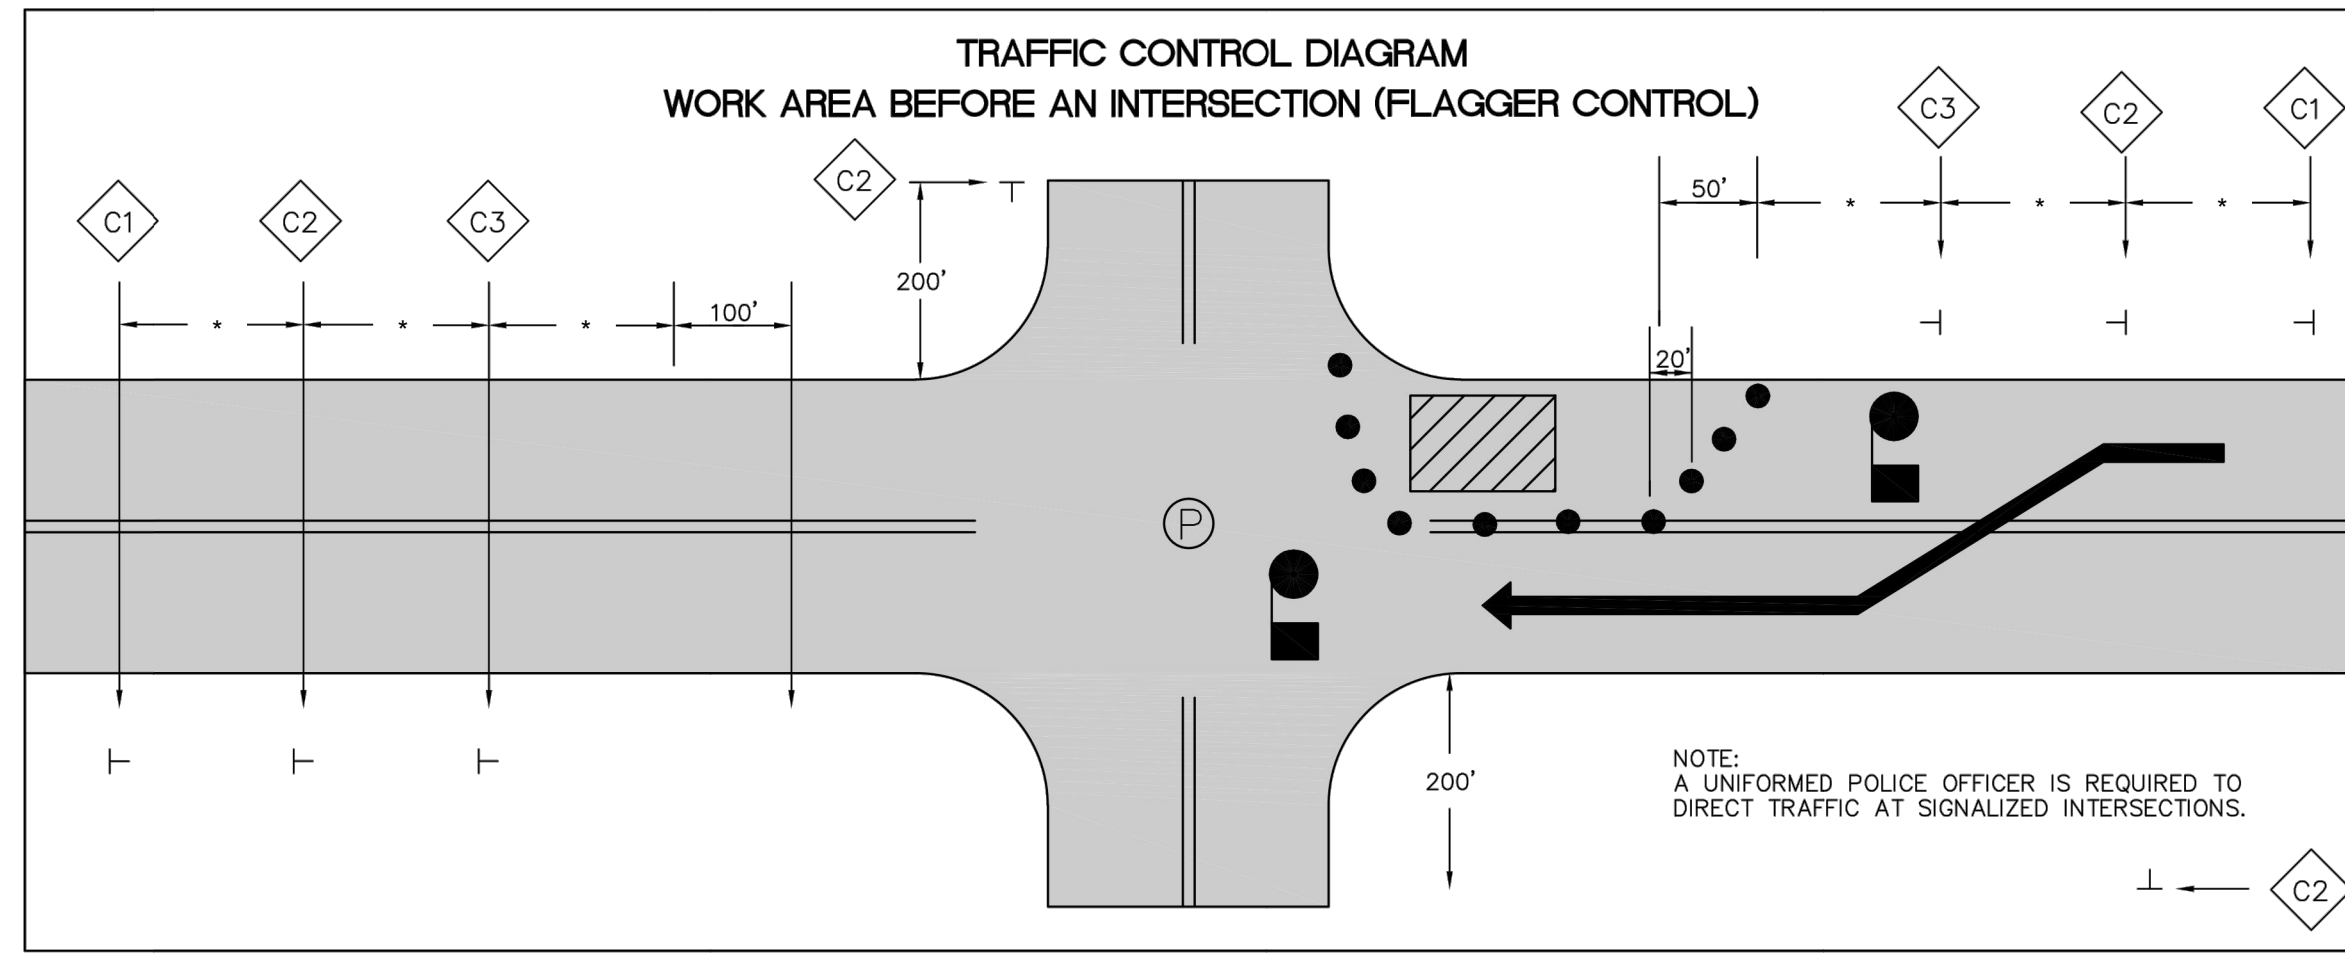 TRAFFIC CONTROL DIAGRAM
WORK AREA BEFORE AN INTERSECTION (FLAGGER CONTROL)
C3
C2
C1
C2
50'
* * *
C1
C2
C3
200'
* * *
100'
20'
P
200'
NOTE:
A UNIFORMED POLICE OFFICER IS REQUIRED TO
DIRECT TRAFFIC AT SIGNALIZED INTERSECTIONS.
C2